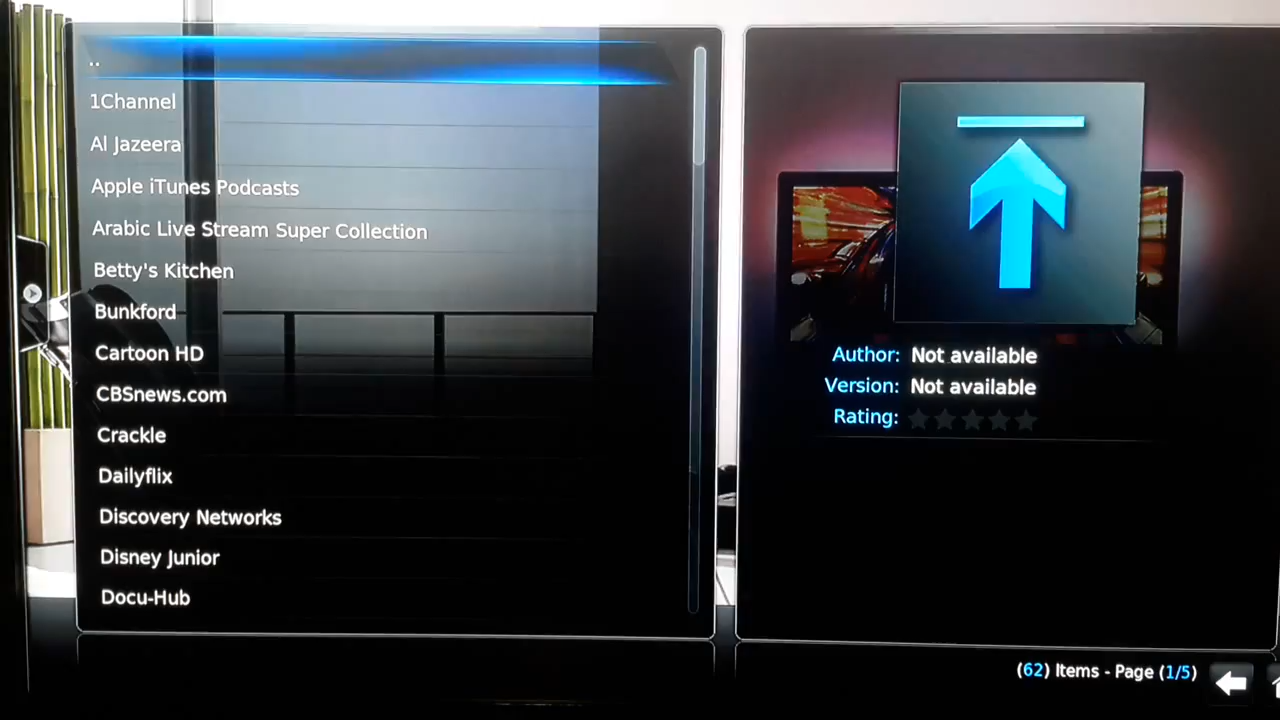 ..
1Channel
Al Jazeera
Apple iTunes Podcasts
Arabic Live Stream Super Collection
Betty's Kitchen
Bunkford
Cartoon HD
CBSnews.com
Crackle
Dailyflix
Discovery Networks
Disney Junior
Docu-Hub
Author: Not available
Version: Not available
Rating:
(62) Items - Page (1/5)